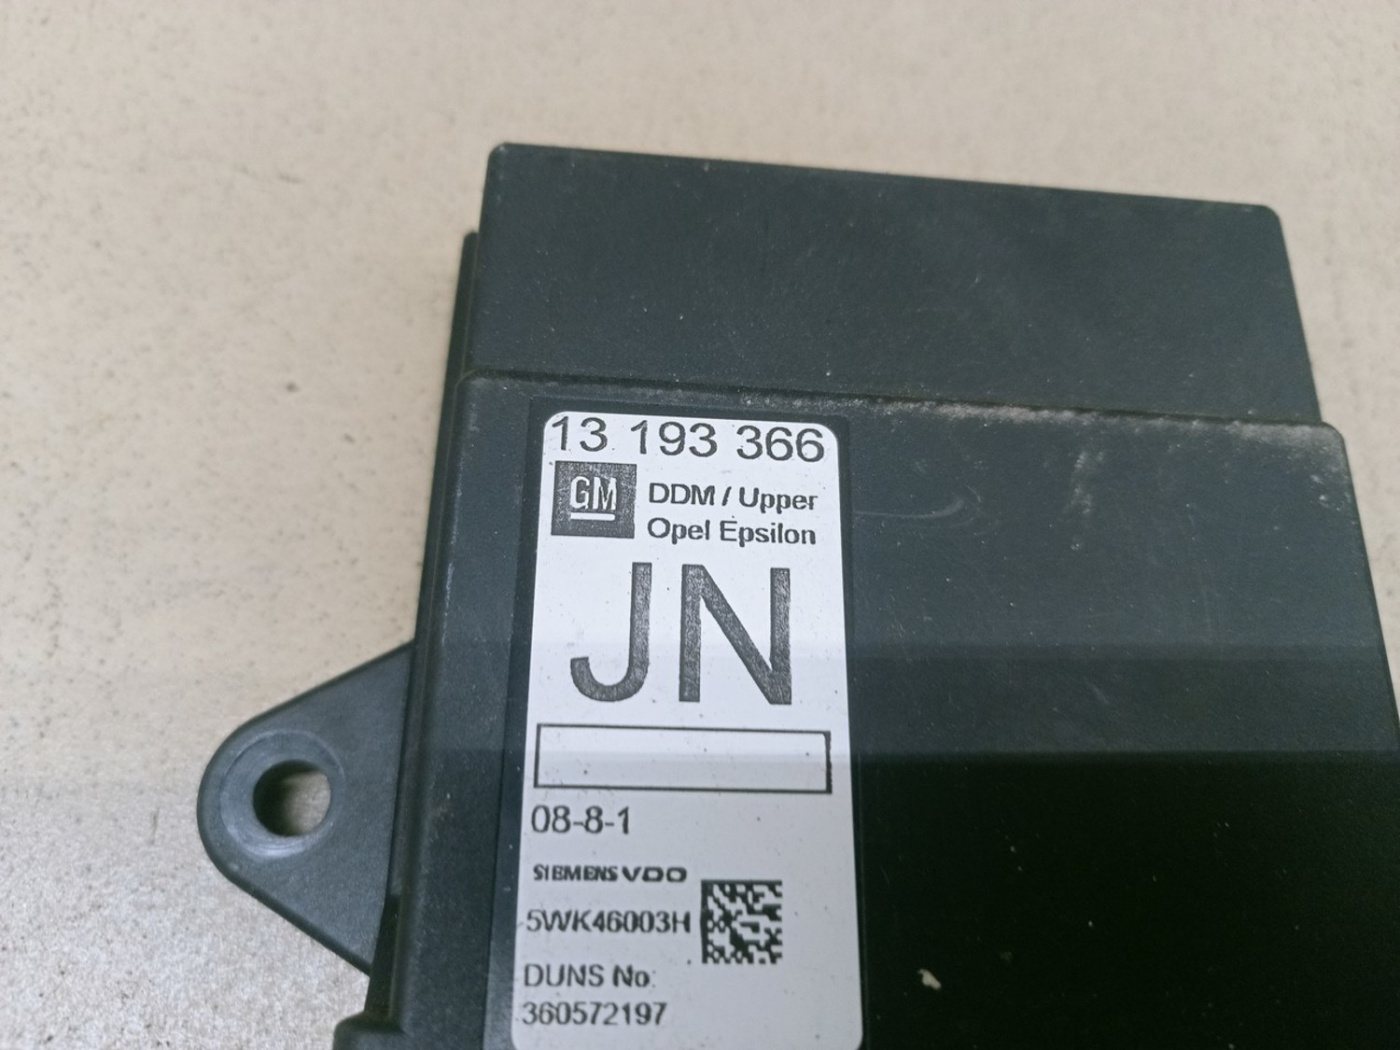 13 193 366
GM
DDM / Upper
Opel Epsilon
JN
08-8-1
SIEMENS VDO
5WK46003H
DUNS No:
360572197